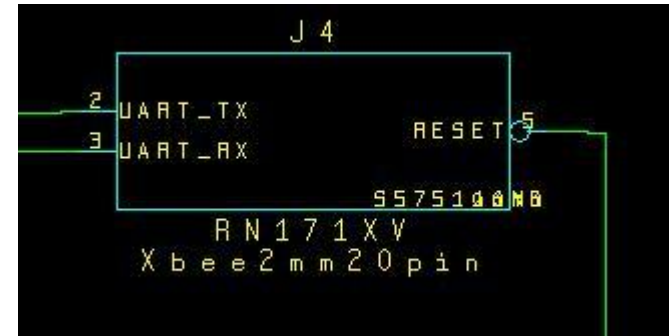 J4
2 UART_TX
5
RESET
3 UART_RX
RN171XV
Xbee2mm20pin